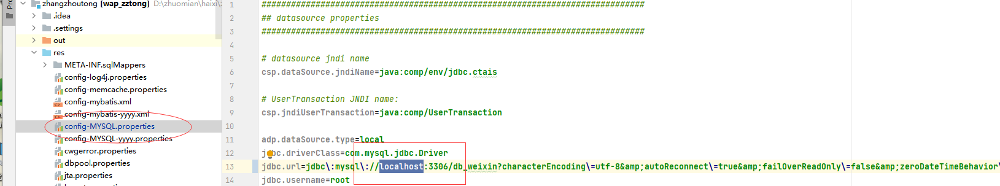 zhangzhoutong [wap_zztong] D:\zhuomian\haixi\z
.idea
.settings
out
res
META-INF.sqlMappers
config-log4j.properties
config-memcache.properties
config-mybatis.xml
config-mybatis-yyyy.xml
config-MYSQL.properties
config-MYSQL-yyyy.properties
cwgerror.properties
dbpool.properties
jta.properties
1 ##############################################################################
2 ## datasource properties
3 ##############################################################################
4
5 # datasource jndi name
6 csp.dataSource.jndiName=java:comp/env/jdbc.ctais
7
8 # UserTransaction JNDI name:
9 csp.jndiUserTransaction=java:comp/UserTransaction
10
11 adp.dataSource.type=local
12 jdbc.driverClass=com.mysql.jdbc.Driver
13 jdbc.url=jdbc\:mysql\://localhost:3306/db_weixin?characterEncoding\=utf-8&amp;autoReconnect\=true&amp;failOverReadOnly\=false&amp;zeroDateTimeBehavior\
14 jdbc.username=root